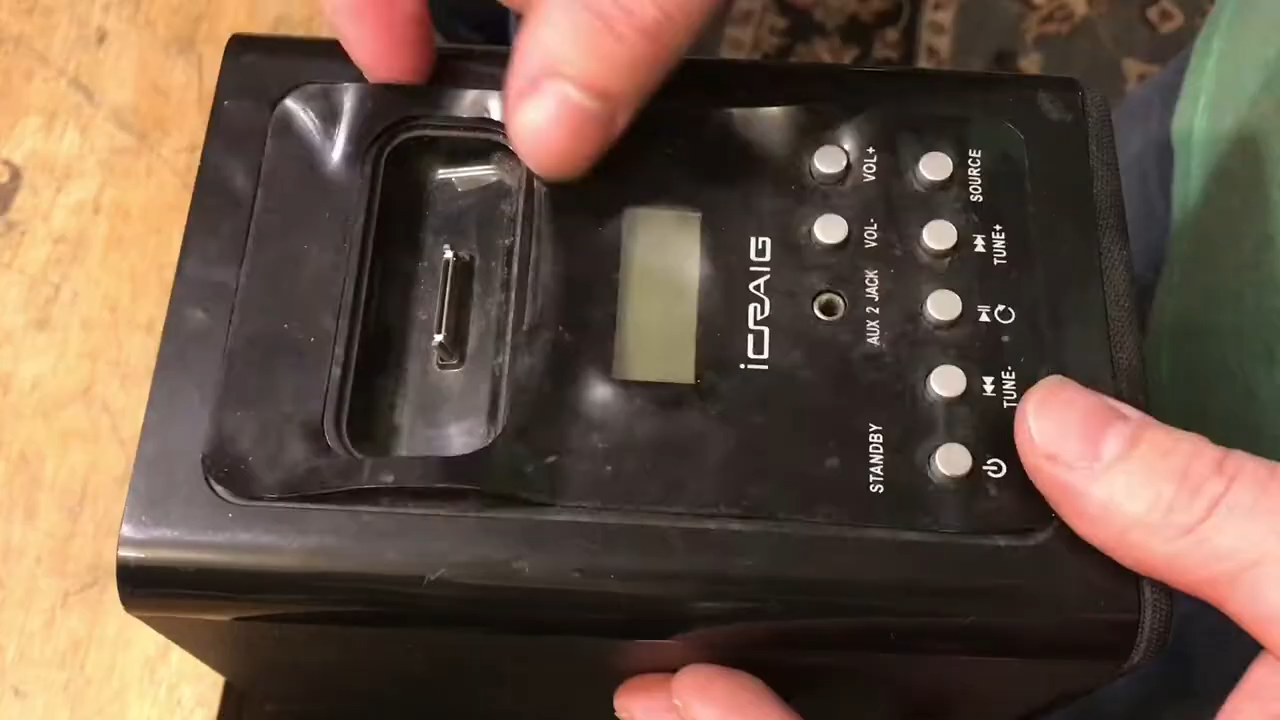 iCRAIG
VOL+
VOL-
AUX 2 JACK
STANDBY
SOURCE
TUNE+
TUNE-